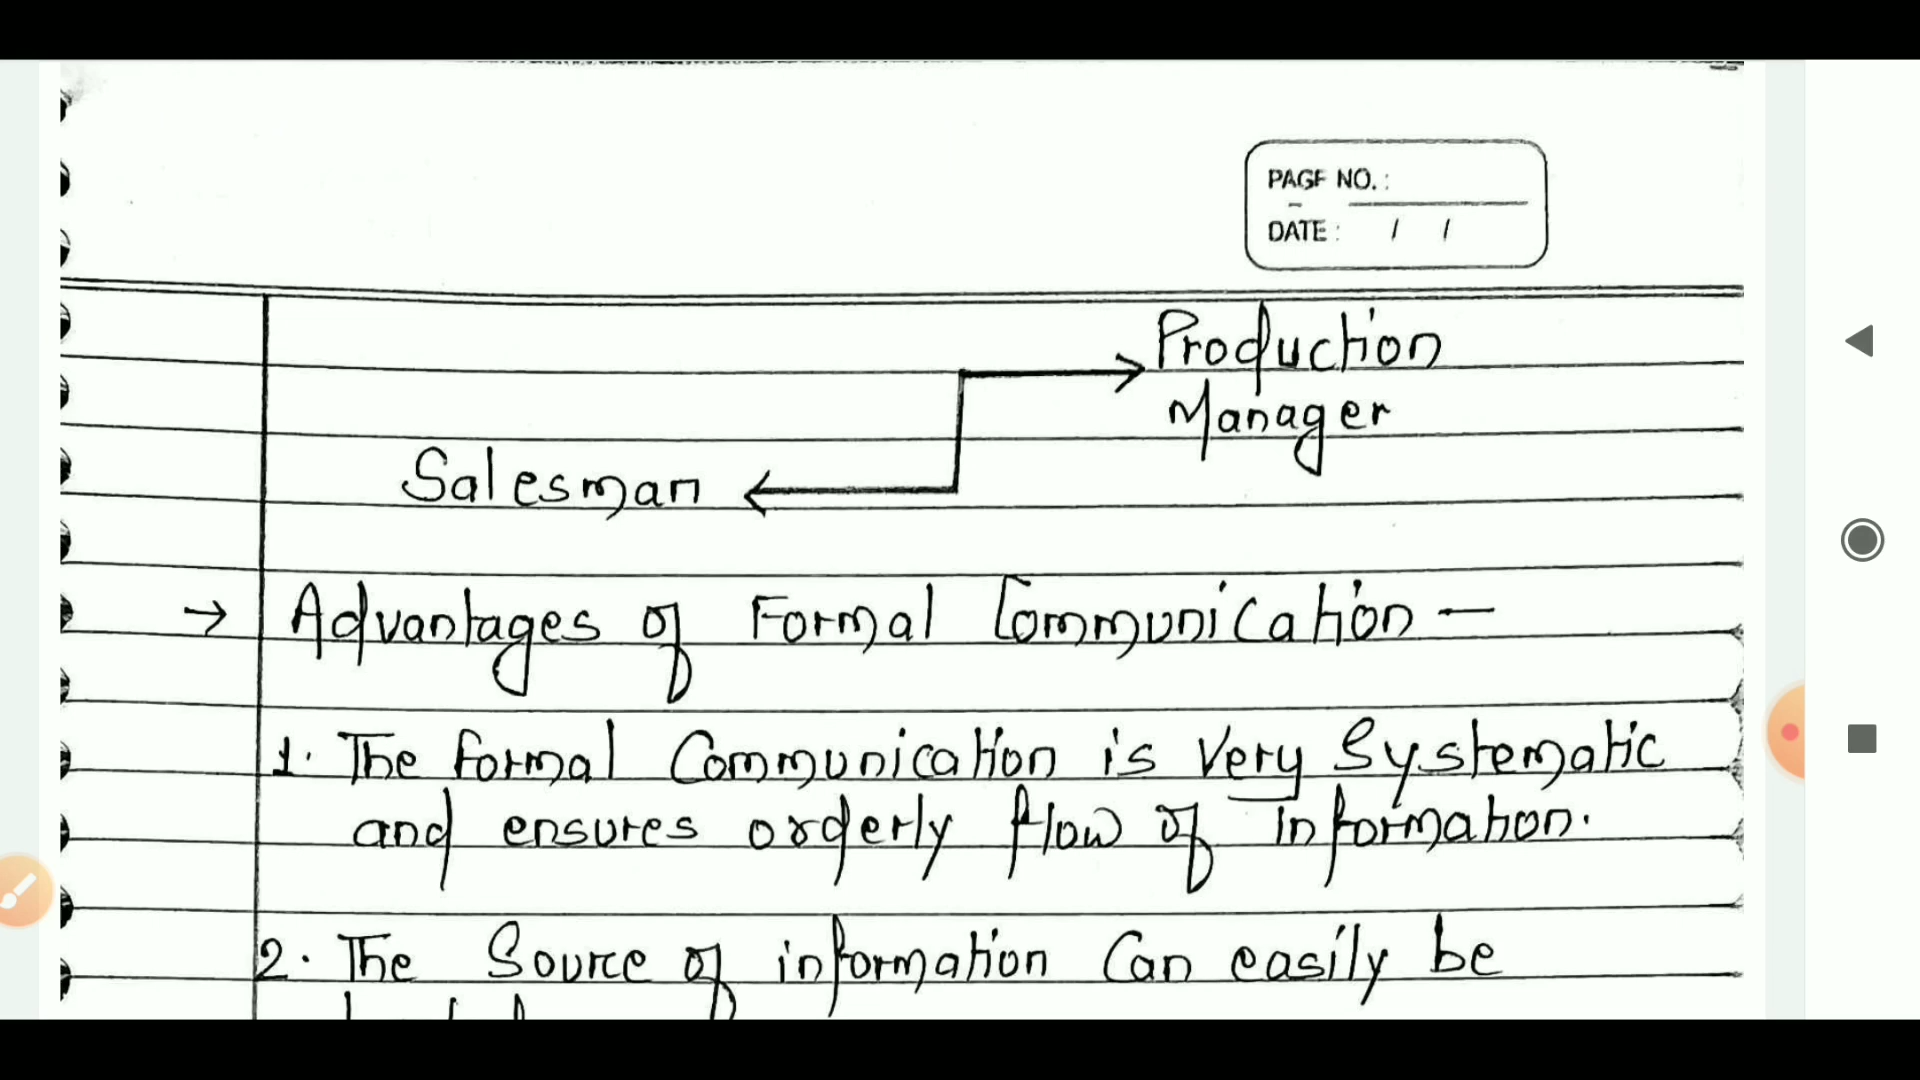 PAGE NO.:
DATE: / /
Production
Manager
Salesman
→ Advantages of Formal Communication —
1. The formal Communication is Very Systematic
and ensures orderly flow of information.
2. The Source of information Can easily be